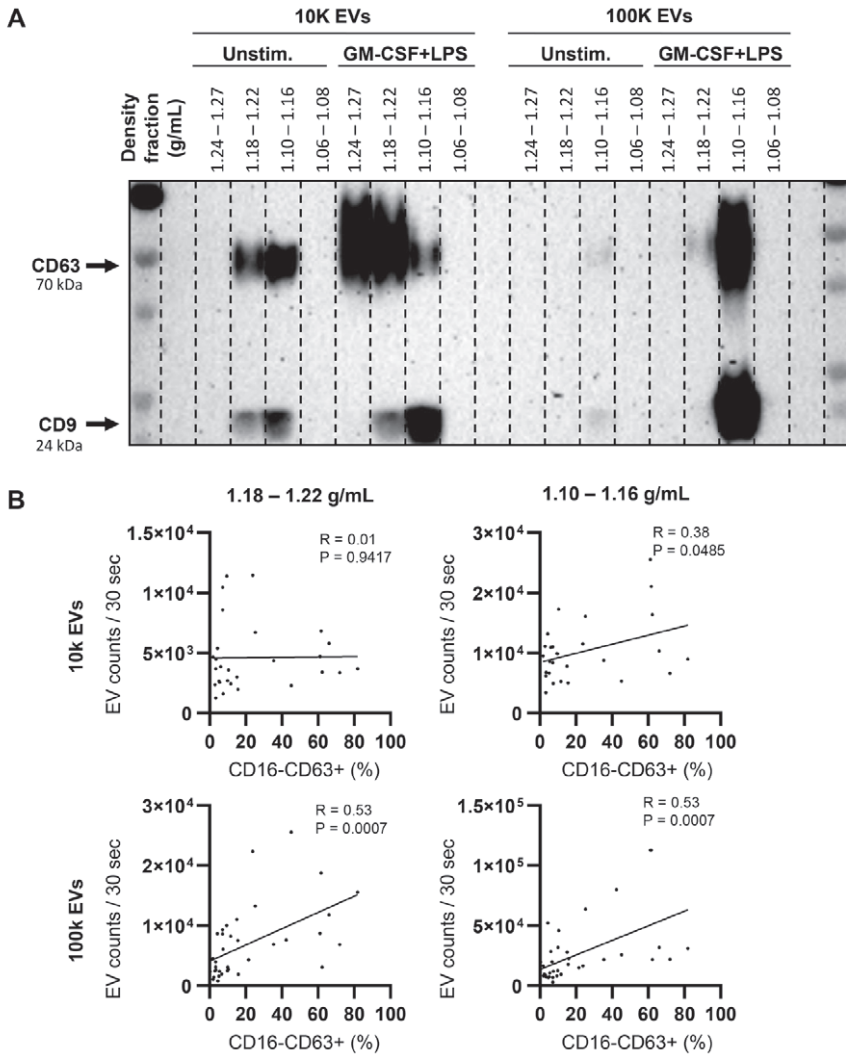 A
10K EVs
100K EVs
Unstim.
GM-CSF+LPS
Unstim.
GM-CSF+LPS
Density
fraction
(g/mL)
1.24 – 1.27
1.18 – 1.22
1.10 – 1.16
1.06 – 1.08
1.24 – 1.27
1.18 – 1.22
1.10 – 1.16
1.06 – 1.08
1.24 – 1.27
1.18 – 1.22
1.10 – 1.16
1.06 – 1.08
1.24 – 1.27
1.18 – 1.22
1.10 – 1.16
1.06 – 1.08
CD63
70 kDa
CD9
24 kDa
B
1.18 – 1.22 g/mL
1.10 – 1.16 g/mL
10k EVs
EV counts / 30 sec
1.5×10⁴
1×10⁴
5×10³
0
R = 0.01
P = 0.9417
0 20 40 60 80 100
CD16-CD63+ (%)
EV counts / 30 sec
3×10⁴
2×10⁴
1×10⁴
0
R = 0.38
P = 0.0485
0 20 40 60 80 100
CD16-CD63+ (%)
100k EVs
EV counts / 30 sec
3×10⁴
2×10⁴
1×10⁴
0
R = 0.53
P = 0.0007
0 20 40 60 80 100
CD16-CD63+ (%)
EV counts / 30 sec
1.5×10⁵
1×10⁵
5×10⁴
0
R = 0.53
P = 0.0007
0 20 40 60 80 100
CD16-CD63+ (%)